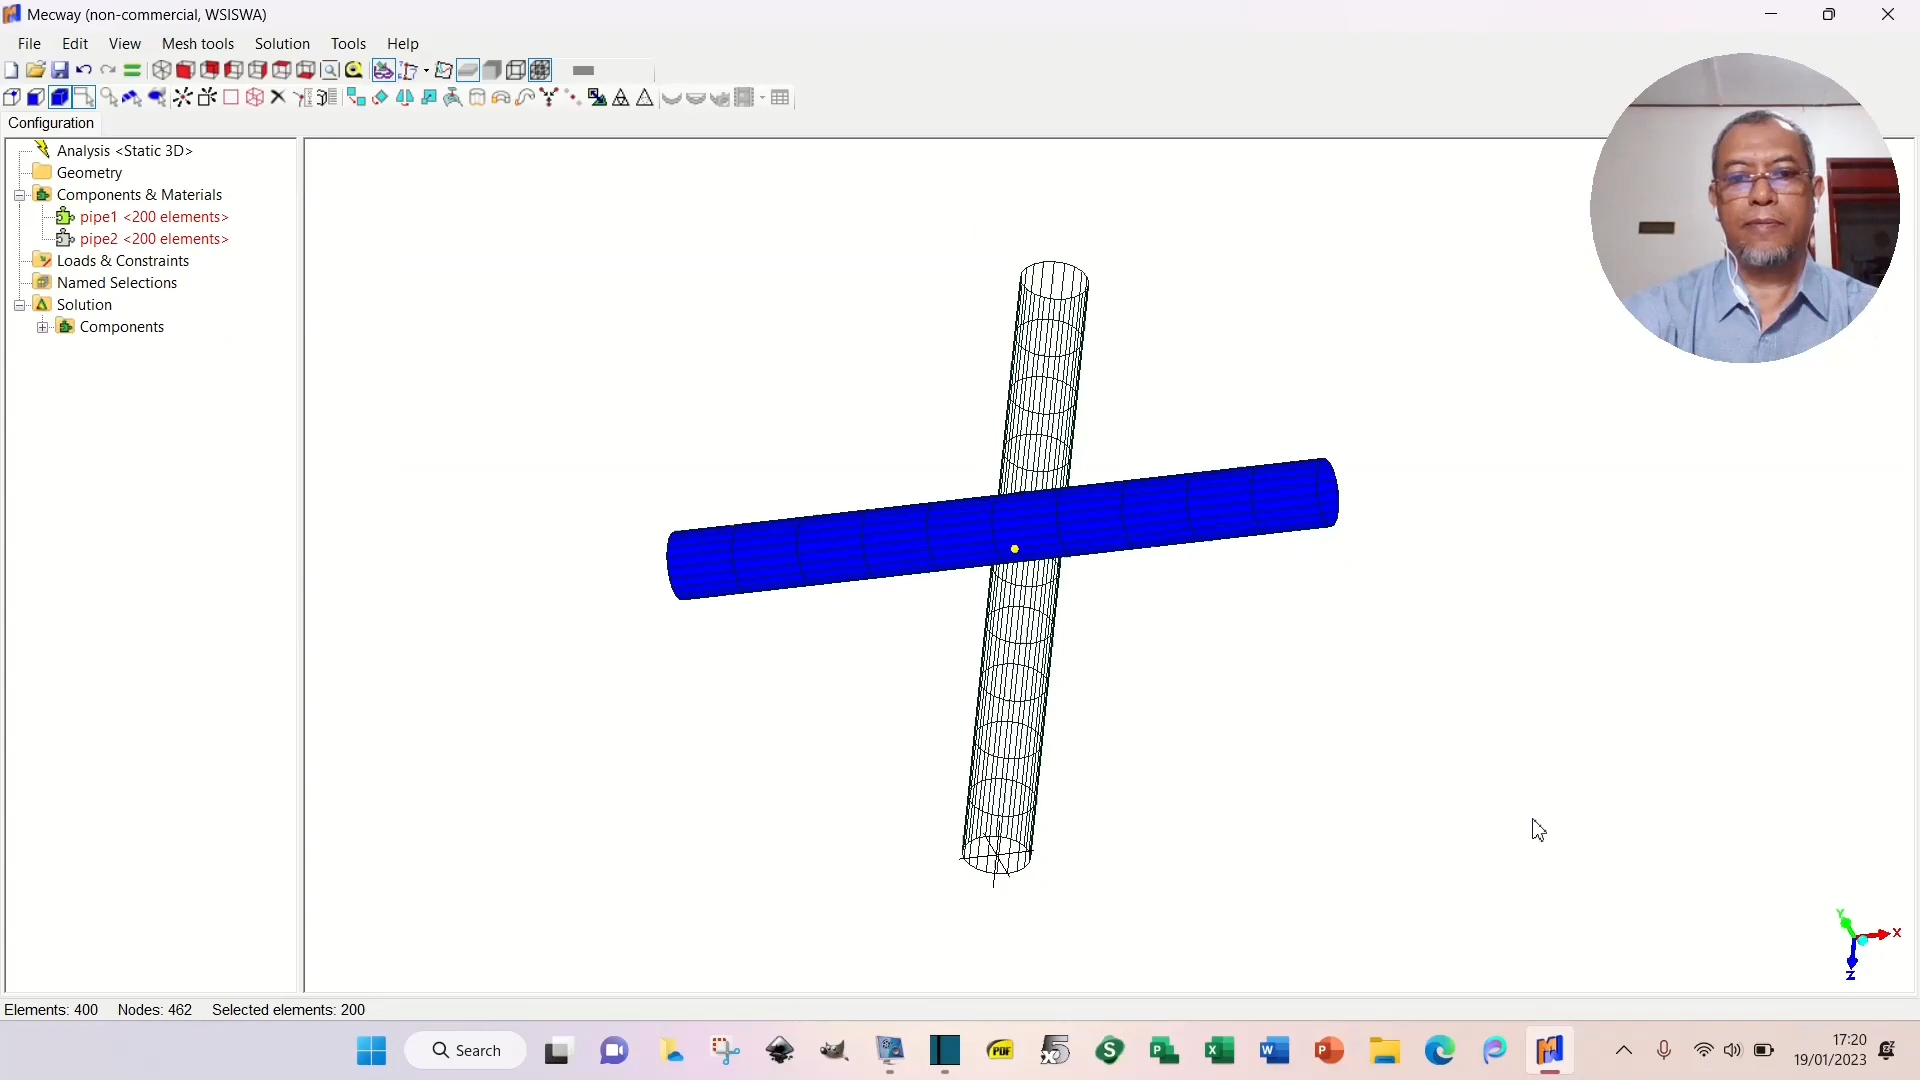 Mecway (non-commercial, WSISWA)
File Edit View Mesh tools Solution Tools Help
Configuration
Analysis <Static 3D>
Geometry
Components & Materials
pipe1 <200 elements>
pipe2 <200 elements>
Loads & Constraints
Named Selections
Solution
Components
Y
X
Z
Elements: 400 Nodes: 462 Selected elements: 200
Search
PDF
x5
S
P
X
W
P
17:20
19/01/2023